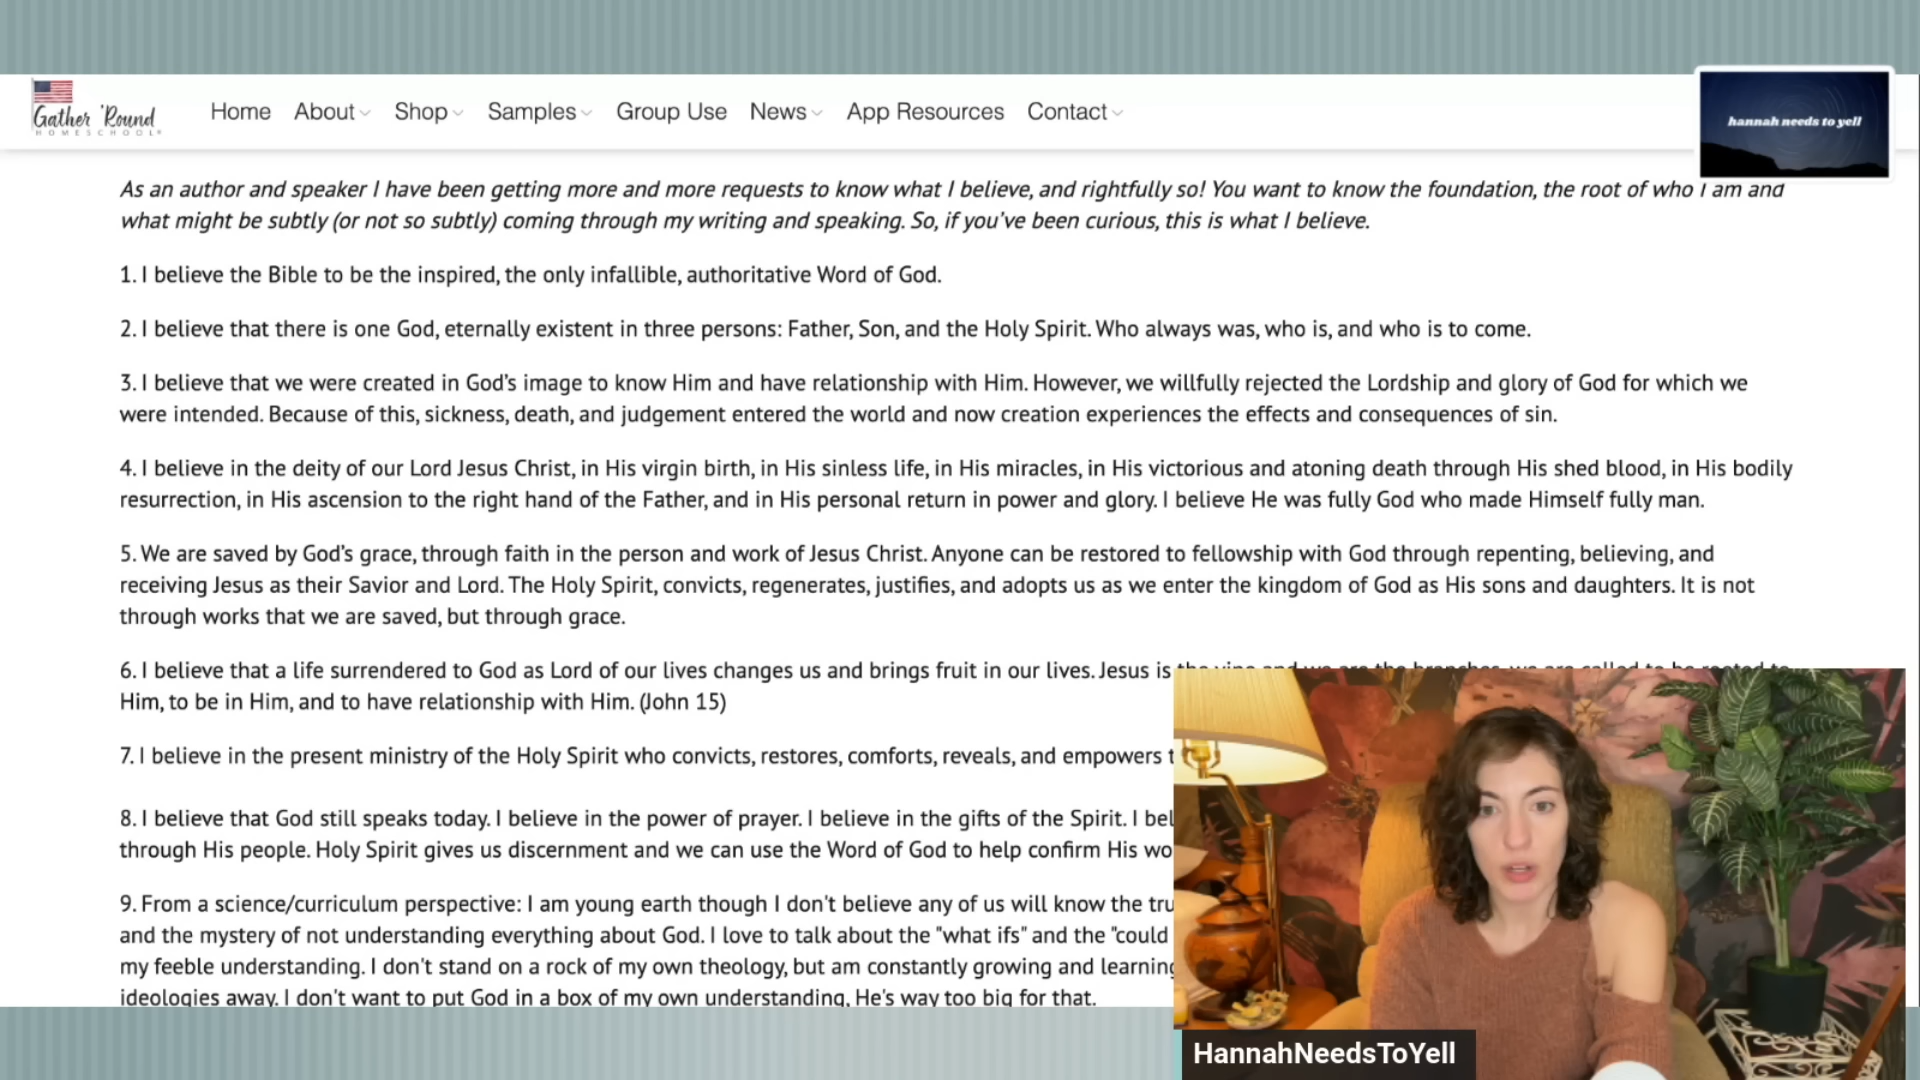 Gather 'Round
HOMESCHOOL
Home About Shop Samples Group Use News App Resources Contact
hannah needs to yell
As an author and speaker I have been getting more and more requests to know what I believe, and rightfully so! You want to know the foundation, the root of who I am and
what might be subtly (or not so subtly) coming through my writing and speaking. So, if you've been curious, this is what I believe.
1. I believe the Bible to be the inspired, the only infallible, authoritative Word of God.
2. I believe that there is one God, eternally existent in three persons: Father, Son, and the Holy Spirit. Who always was, who is, and who is to come.
3. I believe that we were created in God's image to know Him and have relationship with Him. However, we willfully rejected the Lordship and glory of God for which we
were intended. Because of this, sickness, death, and judgement entered the world and now creation experiences the effects and consequences of sin.
4. I believe in the deity of our Lord Jesus Christ, in His virgin birth, in His sinless life, in His miracles, in His victorious and atoning death through His shed blood, in His bodily
resurrection, in His ascension to the right hand of the Father, and in His personal return in power and glory. I believe He was fully God who made Himself fully man.
5. We are saved by God's grace, through faith in the person and work of Jesus Christ. Anyone can be restored to fellowship with God through repenting, believing, and
receiving Jesus as their Savior and Lord. The Holy Spirit, convicts, regenerates, justifies, and adopts us as we enter the kingdom of God as His sons and daughters. It is not
through works that we are saved, but through grace.
6. I believe that a life surrendered to God as Lord of our lives changes us and brings fruit in our lives. Jesus is the vine and we are the branches, we are called to be rooted to
Him, to be in Him, and to have relationship with Him. (John 15)
7. I believe in the present ministry of the Holy Spirit who convicts, restores, comforts, reveals, and empowers
8. I believe that God still speaks today. I believe in the power of prayer. I believe in the gifts of the Spirit. I bel
through His people. Holy Spirit gives us discernment and we can use the Word of God to help confirm His wo
9. From a science/curriculum perspective: I am young earth though I don't believe any of us will know the tru
and the mystery of not understanding everything about God. I love to talk about the "what ifs" and the "could
my feeble understanding. I don't stand on a rock of my own theology, but am constantly growing and learning
ideologies away. I don't want to put God in a box of my own understanding, He's way too big for that.
HannahNeedsToYell